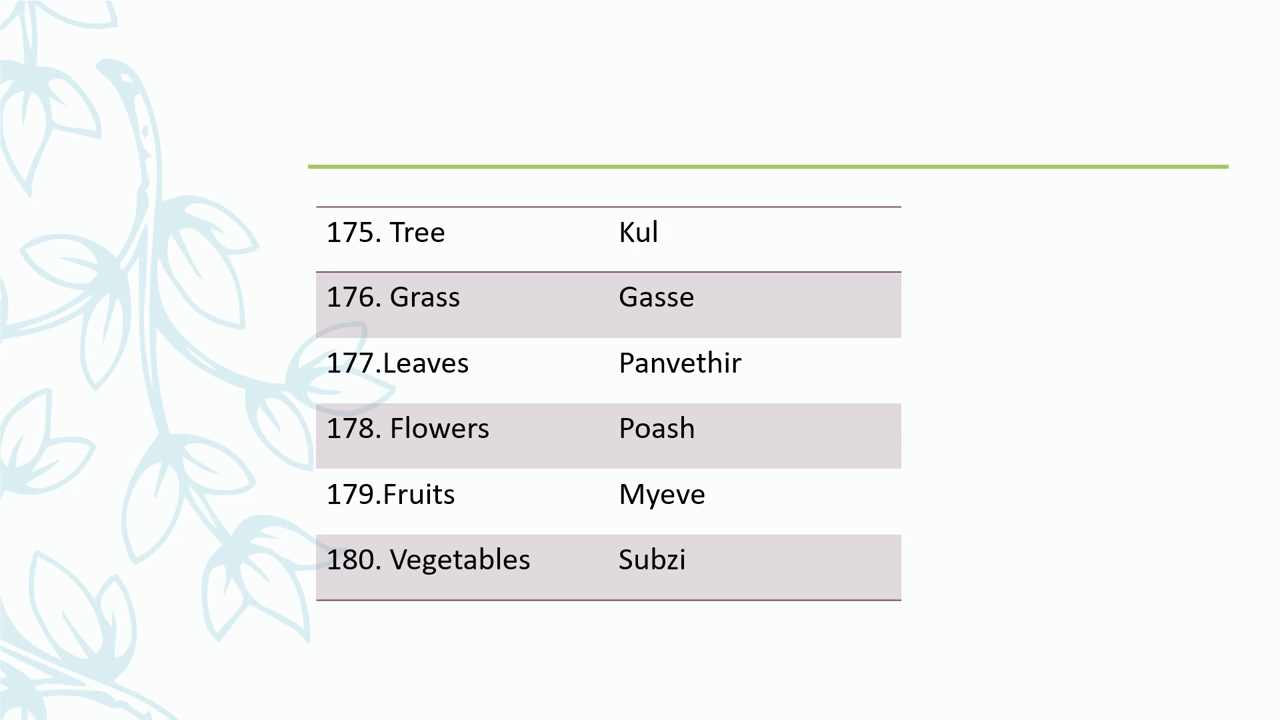 175. Tree Kul
176. Grass Gasse
177.Leaves Panvethir
178. Flowers Poash
179.Fruits Myeve
180. Vegetables Subzi